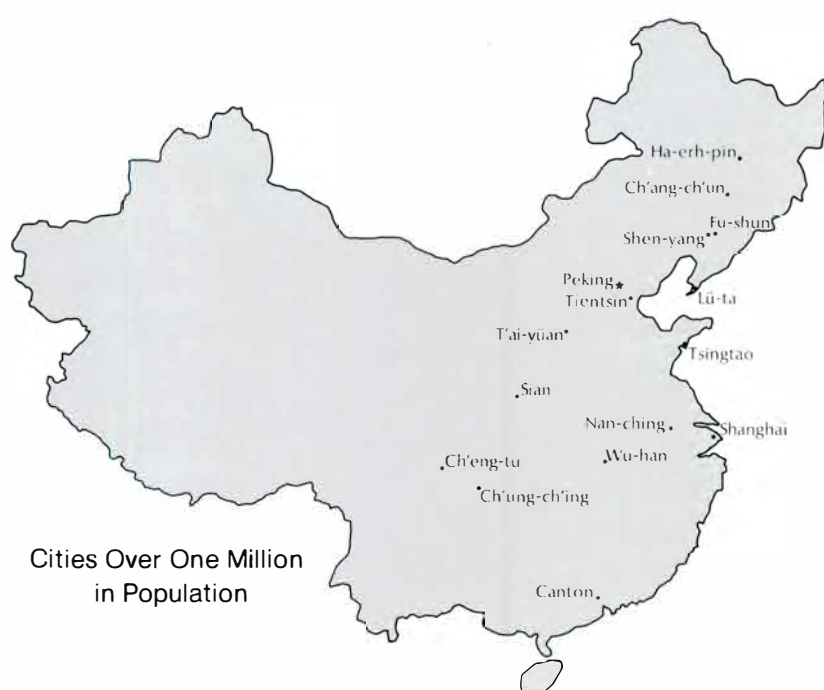 Ha-erh-pin
Ch'ang-ch'un
Fu-shun
Shen-yang
Peking
Tientsin
Lü-ta
T'ai-yüan
Tsingtao
Sian
Nan-ching
Shanghai
Ch'eng-tu
Wu-han
Ch'ung-ch'ing
Cities Over One Million
in Population
Canton